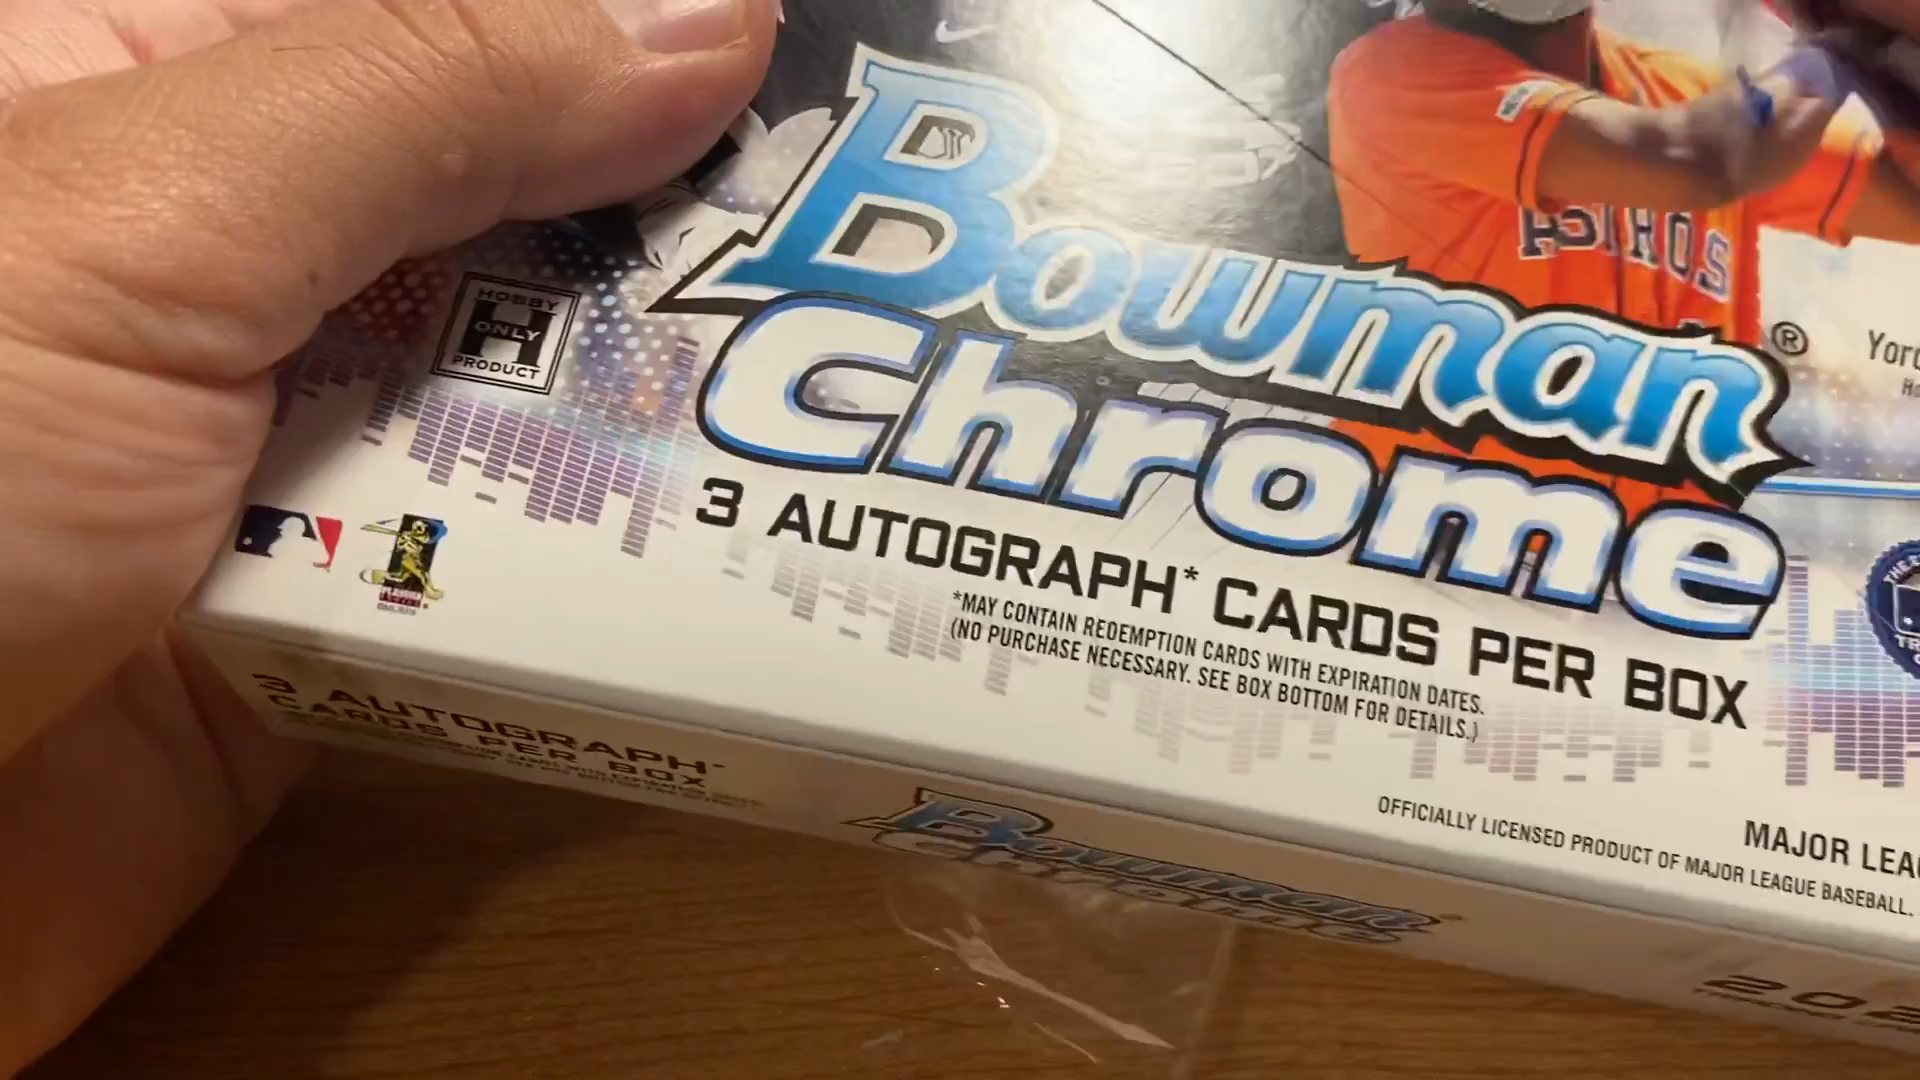 ASTROS
Bowman
®
Chrome
HOBBY
ONLY
PRODUCT
3 AUTOGRAPH* CARDS PER BOX
*MAY CONTAIN REDEMPTION CARDS WITH EXPIRATION DATES.
(NO PURCHASE NECESSARY. SEE BOX BOTTOM FOR DETAILS.)
OFFICIALLY LICENSED PRODUCT OF MAJOR LEAGUE BASEBALL.
3 AUTOGRAPH*
CARDS PER BOX
Bowman
Chrome